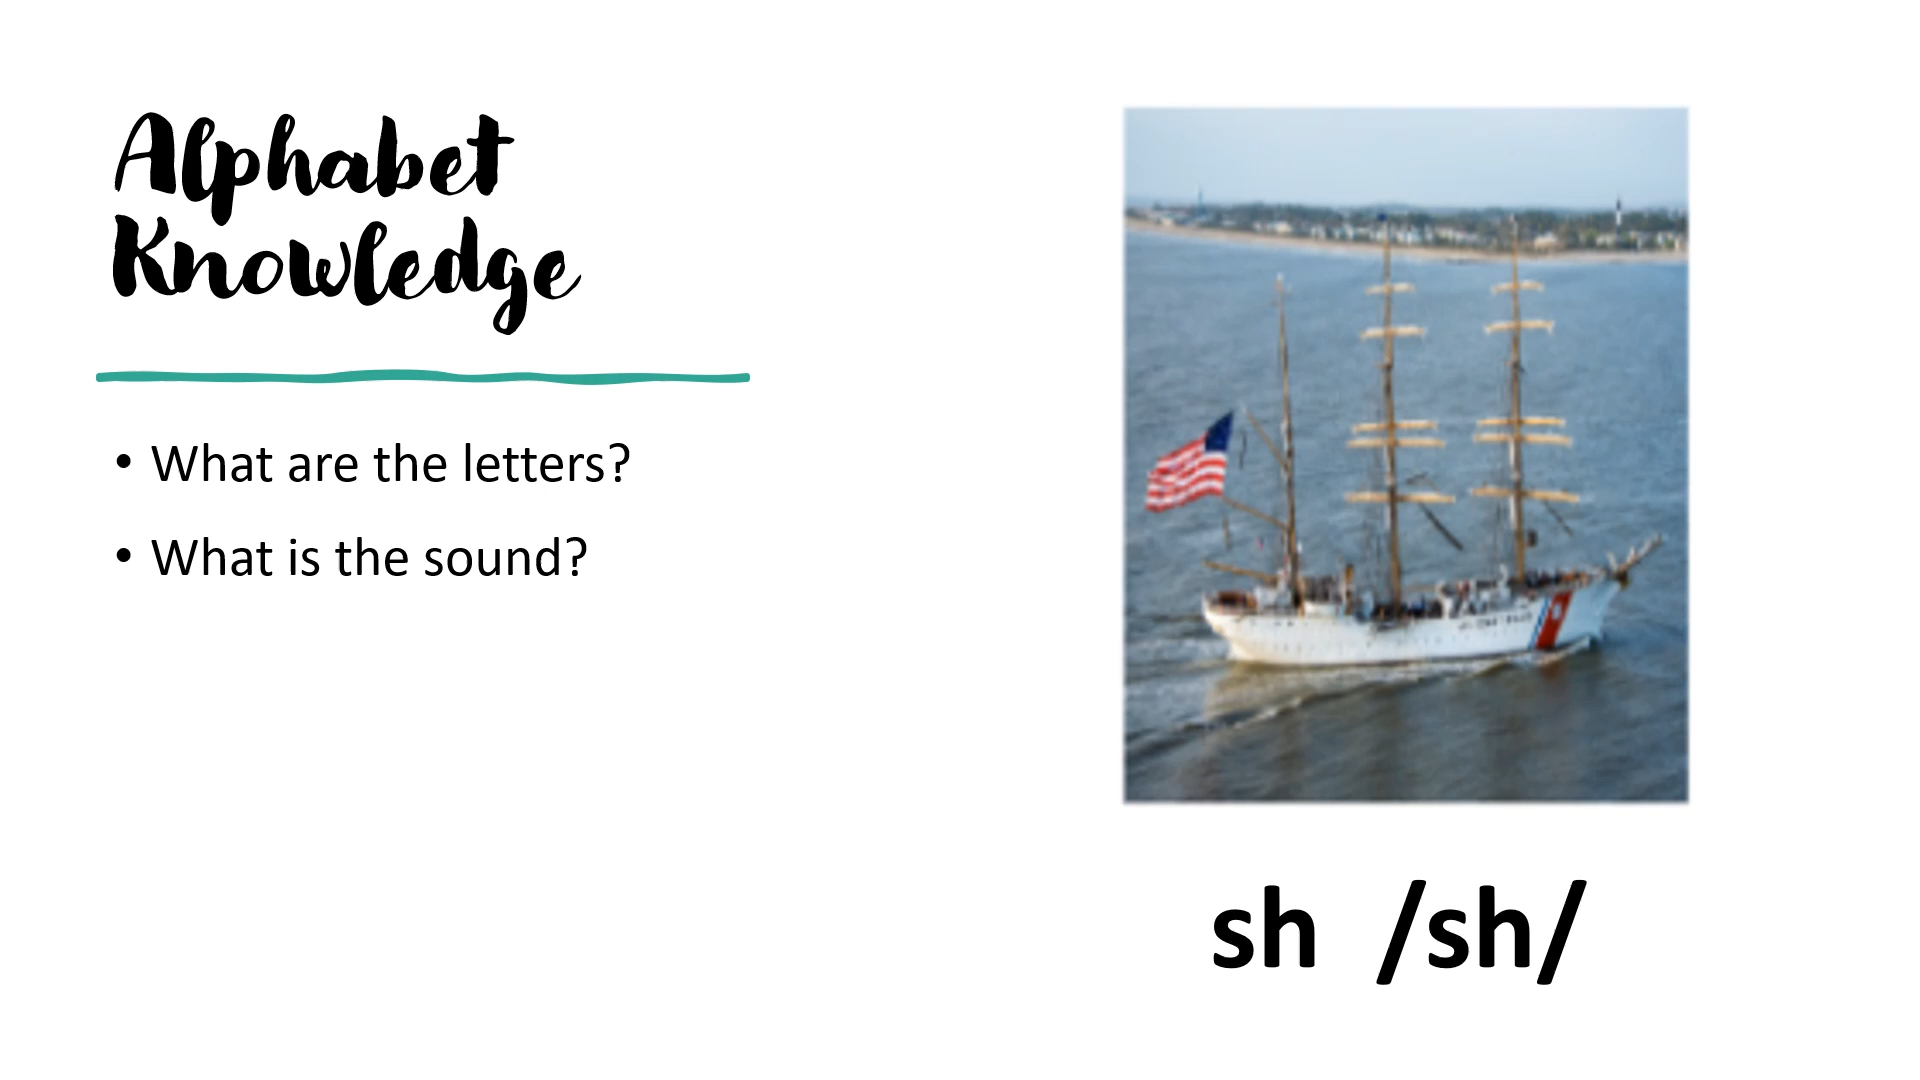 Alphabet
Knowledge
• What are the letters?
• What is the sound?
sh /sh/